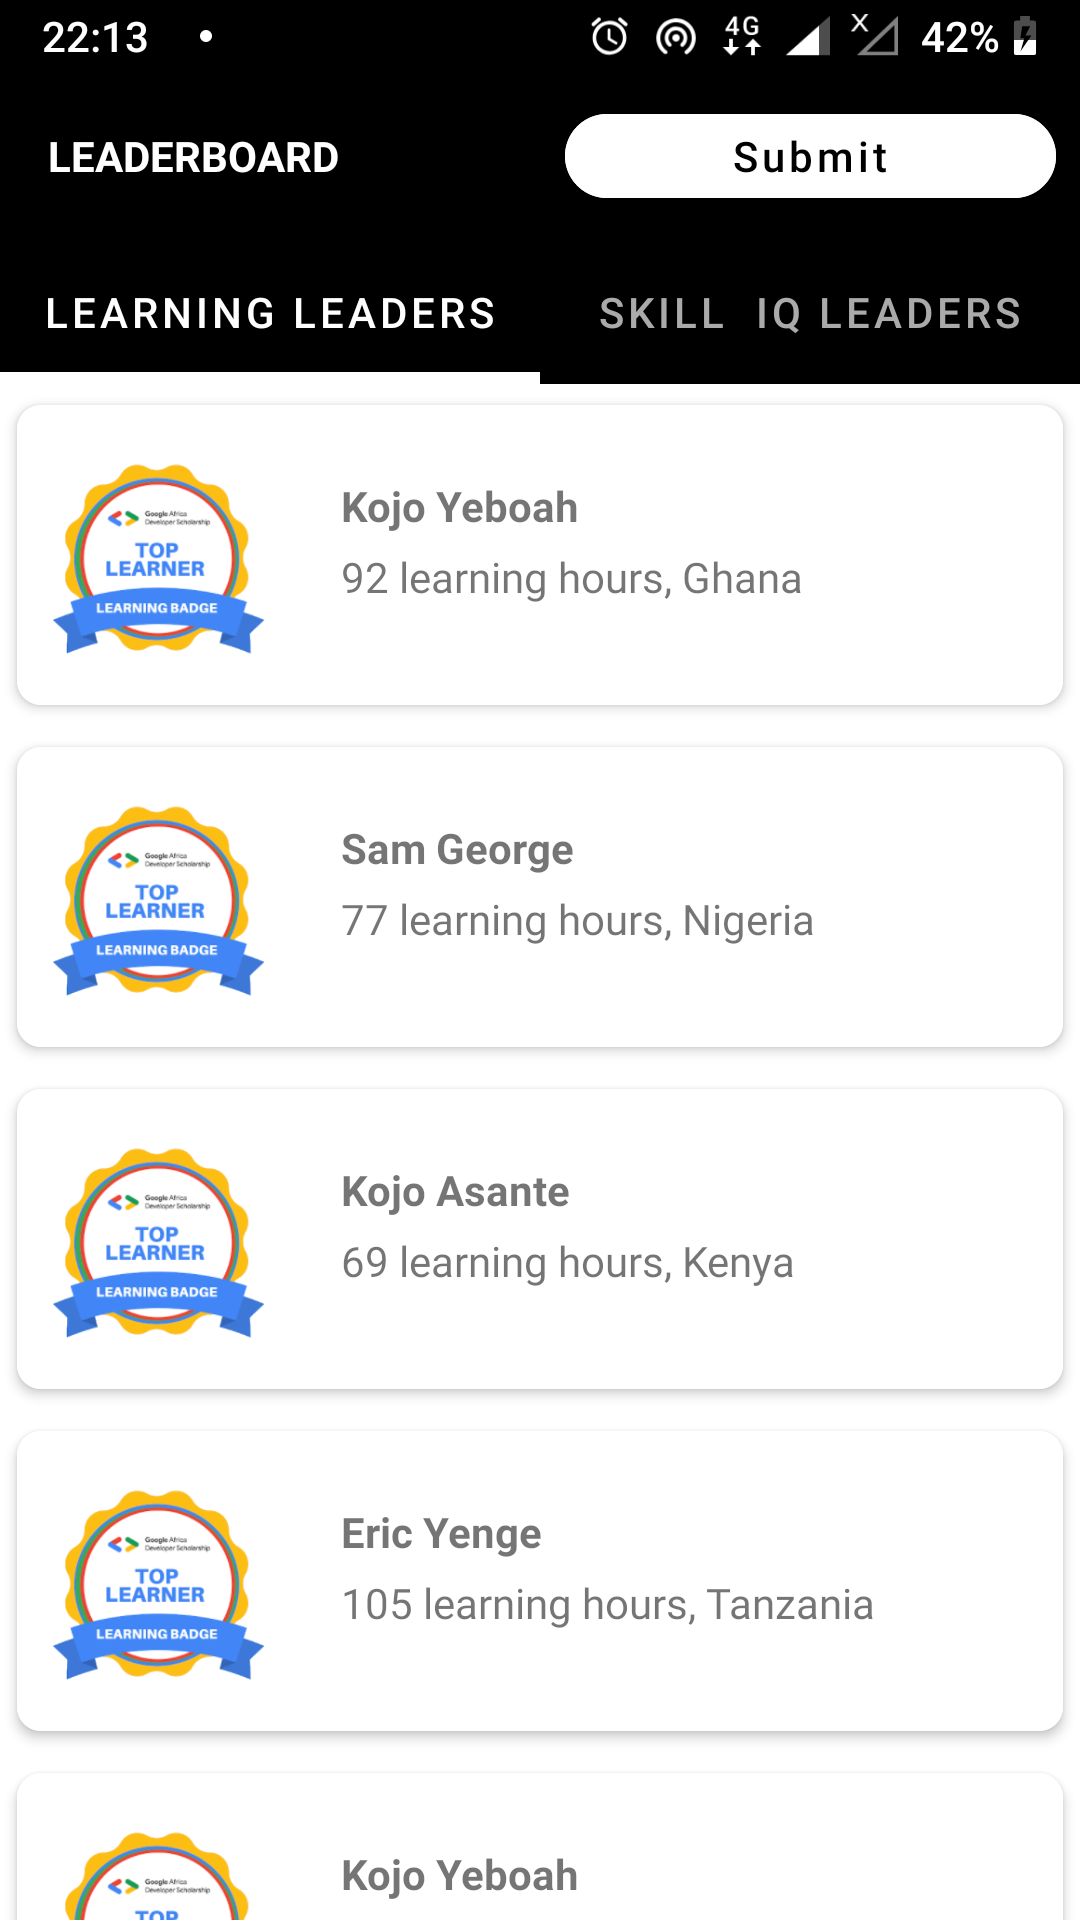 22:13
4G
X
42%
LEADERBOARD
Submit
LEARNING LEADERS
SKILL IQ LEADERS
Google Africa
Developer Scholarship
TOP
LEARNER
LEARNING BADGE
Kojo Yeboah
92 learning hours, Ghana
Google Africa
Developer Scholarship
TOP
LEARNER
LEARNING BADGE
Sam George
77 learning hours, Nigeria
Google Africa
Developer Scholarship
TOP
LEARNER
LEARNING BADGE
Kojo Asante
69 learning hours, Kenya
Google Africa
Developer Scholarship
TOP
LEARNER
LEARNING BADGE
Eric Yenge
105 learning hours, Tanzania
Google Africa
Developer Scholarship
TOP
Kojo Yeboah